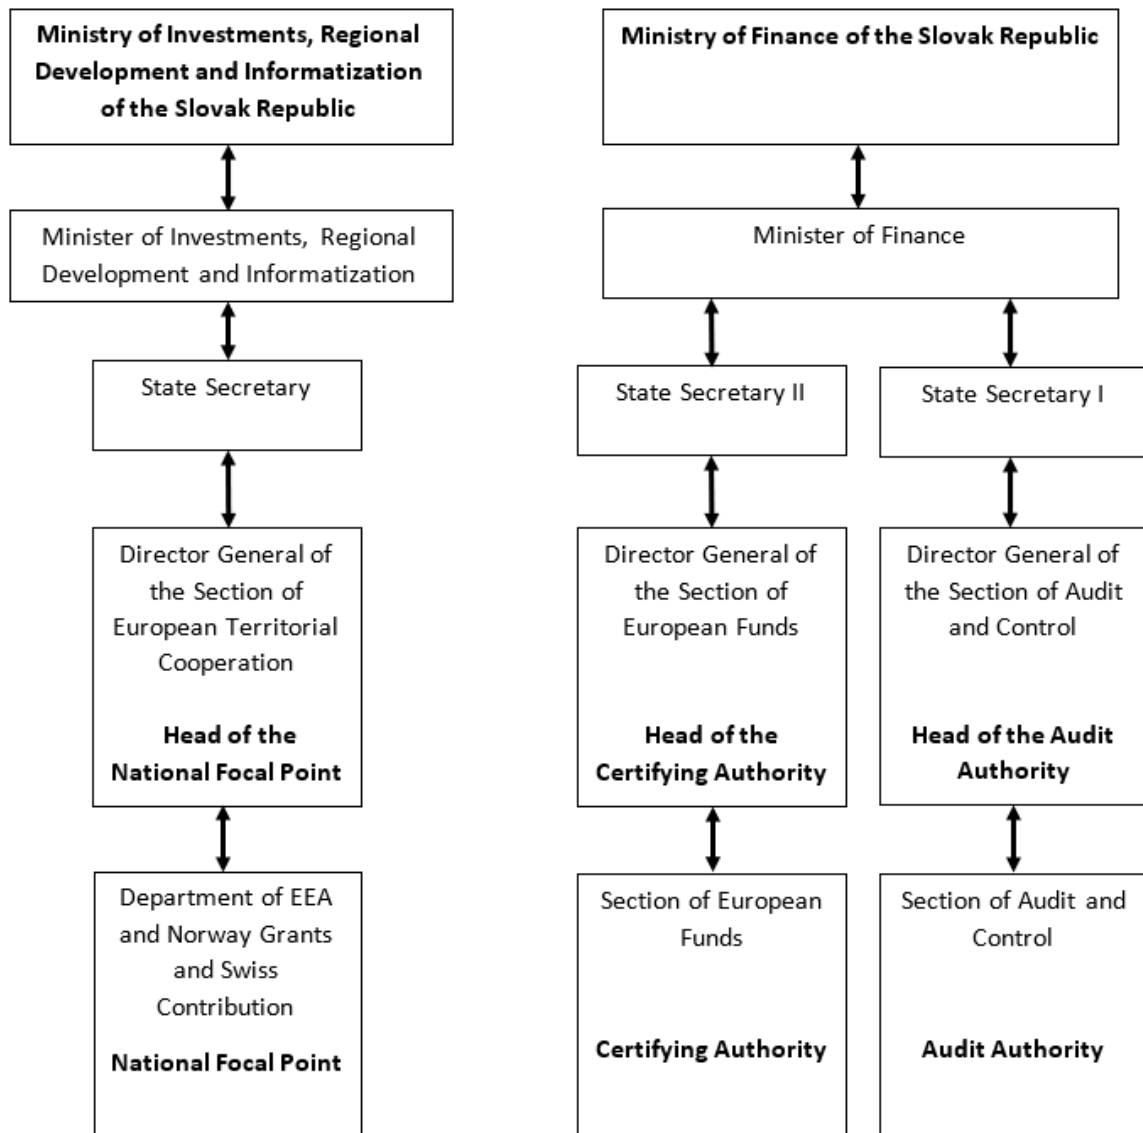 Ministry of Investments, Regional
Development and Informatization
of the Slovak Republic
Minister of Investments, Regional
Development and Informatization
State Secretary
Director General of
the Section of
European Territorial
Cooperation
Head of the
National Focal Point
Department of EEA
and Norway Grants
and Swiss
Contribution
National Focal Point
Ministry of Finance of the Slovak Republic
Minister of Finance
State Secretary II
Director General of
the Section of
European Funds
Head of the
Certifying Authority
Section of European
Funds
Certifying Authority
State Secretary I
Director General of
the Section of Audit
and Control
Head of the Audit
Authority
Section of Audit and
Control
Audit Authority